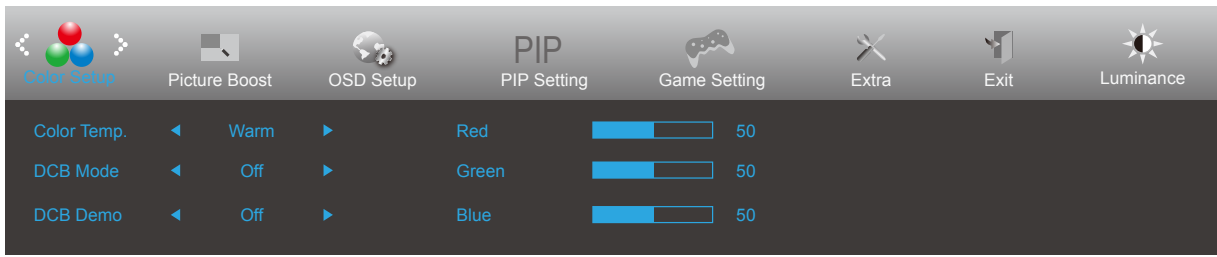 PIP
Color Setup Picture Boost OSD Setup PIP Setting Game Setting Extra Exit Luminance
Color Temp. Warm Red 50
DCB Mode Off Green 50
DCB Demo Off Blue 50